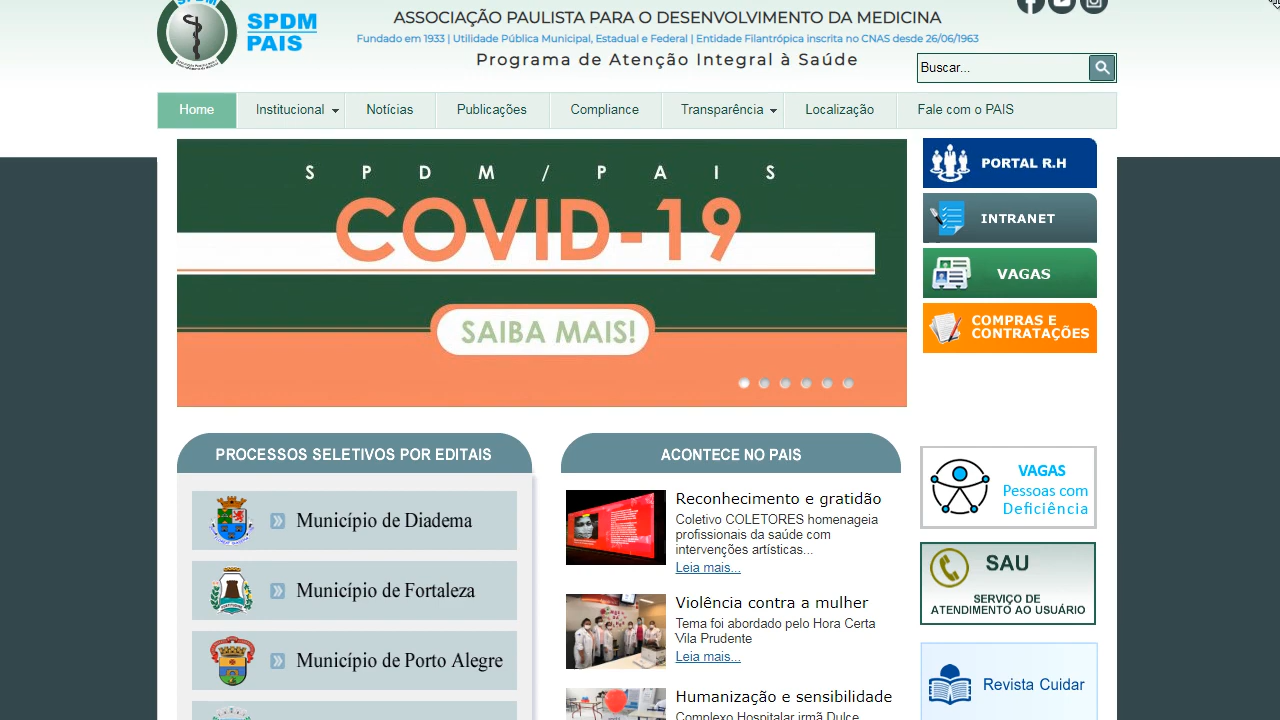 SPDM
PAIS
ASSOCIAÇÃO PAULISTA PARA O DESENVOLVIMENTO DA MEDICINA
Fundado em 1933 | Utilidade Pública Municipal, Estadual e Federal | Entidade Filantrópica inscrita no CNAS desde 26/06/1963
Programa de Atenção Integral à Saúde
Buscar...
Home Institucional Notícias Publicações Compliance Transparência Localização Fale com o PAIS
SPDM/PAIS
COVID-19
SAIBA MAIS!
PORTAL R.H
INTRANET
VAGAS
COMPRAS E
CONTRATAÇÕES
PROCESSOS SELETIVOS POR EDITAIS
Município de Diadema
Município de Fortaleza
Município de Porto Alegre
ACONTECE NO PAIS
Reconhecimento e gratidão
Coletivo COLETORES homenageia
profissionais da saúde com
intervenções artísticas...
Leia mais...
Violência contra a mulher
Tema foi abordado pelo Hora Certa
Vila Prudente
Leia mais...
Humanização e sensibilidade
Complexo Hospitalar irmã Dulce
VAGAS
Pessoas com
Deficiência
SAU
SERVIÇO DE
ATENDIMENTO AO USUÁRIO
Revista Cuidar